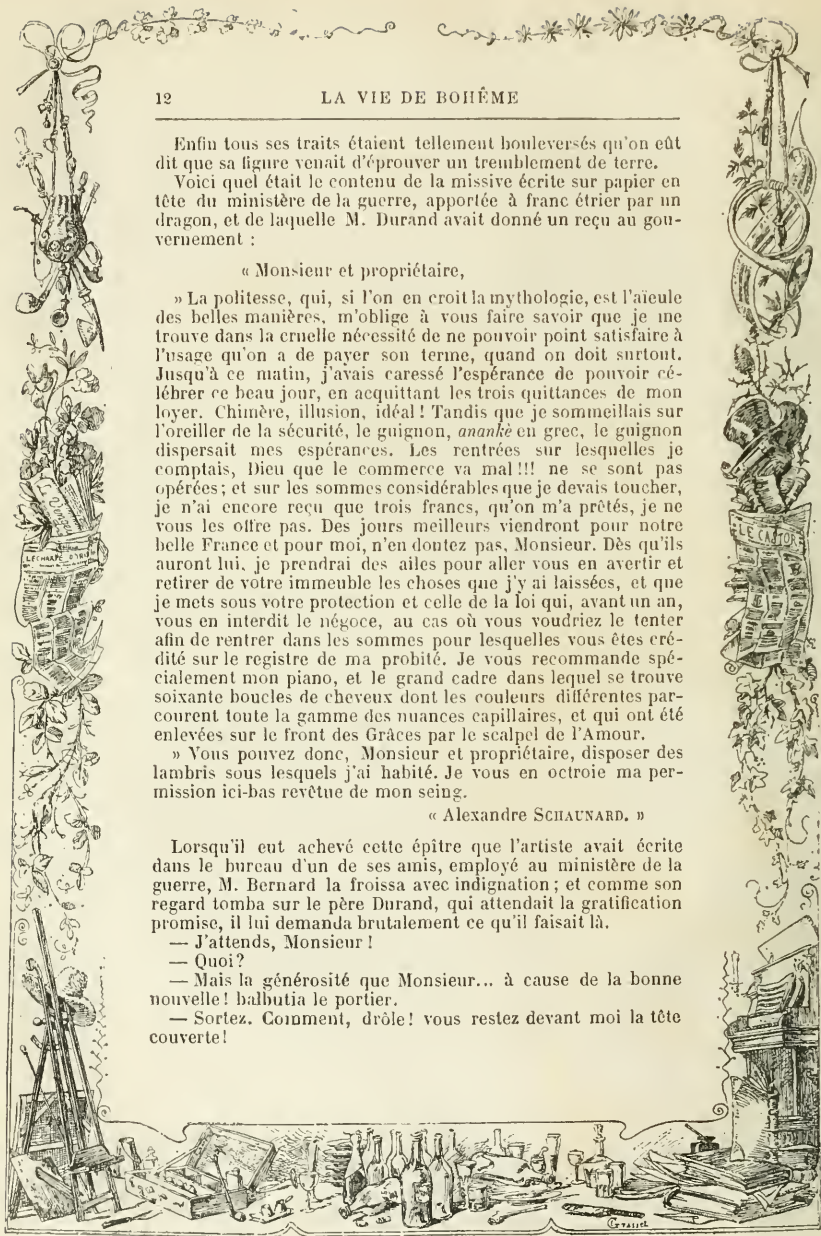 12 LA VIE DE BOHÊME
Enfin tous ses traits étaient tellement bouleversés qu'on eût
dit que sa figure venait d'éprouver un tremblement de terre.
Voici quel était le contenu de la missive écrite sur papier en
tête du ministère de la guerre, apportée à franc étrier par un
dragon, et de laquelle M. Durand avait donné un reçu au gou-
vernement :
« Monsieur et propriétaire,
» La politesse, qui, si l'on en croit la mythologie, est l'aïeule
des belles manières, m'oblige à vous faire savoir que je me
trouve dans la cruelle nécessité de ne pouvoir point satisfaire à
l'usage qu'on a de payer son terme, quand on doit surtout.
Jusqu'à ce matin, j'avais caressé l'espérance de pouvoir cé-
lébrer ce beau jour, en acquittant les trois quittances de mon
loyer. Chimère, illusion, idéal ! Tandis que je sommeillais sur
l'oreiller de la sécurité, le guignon, anankè en grec, le guignon
dispersait mes espérances. Les rentrées sur lesquelles je
comptais, Dieu que le commerce va mal !!! ne se sont pas
opérées ; et sur les sommes considérables que je devais toucher,
je n'ai encore reçu que trois francs, qu'on m'a prêtés, je ne
vous les offre pas. Des jours meilleurs viendront pour notre
belle France et pour moi, n'en doutez pas, Monsieur. Dès qu'ils
auront lui, je prendrai des ailes pour aller vous en avertir et
retirer de votre immeuble les choses que j'y ai laissées, et que
je mets sous votre protection et celle de la loi qui, avant un an,
vous en interdit le négoce, au cas où vous voudriez le tenter
afin de rentrer dans les sommes pour lesquelles vous êtes cré-
dité sur le registre de ma probité. Je vous recommande spé-
cialement mon piano, et le grand cadre dans lequel se trouve
soixante boucles de cheveux dont les couleurs différentes par-
courent toute la gamme des nuances capillaires, et qui ont été
enlevées sur le front des Grâces par le scalpel de l'Amour.
» Vous pouvez donc, Monsieur et propriétaire, disposer des
lambris sous lesquels j'ai habité. Je vous en octroie ma per-
mission ici-bas revêtue de mon seing.
« Alexandre SCHAUNARD. »
Lorsqu'il eut achevé cette épître que l'artiste avait écrite
dans le bureau d'un de ses amis, employé au ministère de la
guerre, M. Bernard la froissa avec indignation ; et comme son
regard tomba sur le père Durand, qui attendait la gratification
promise, il lui demanda brutalement ce qu'il faisait là.
— J'attends, Monsieur !
— Quoi ?
— Mais la générosité que Monsieur... à cause de la bonne
nouvelle ! balbutia le portier.
— Sortez. Comment, drôle ! vous restez devant moi la tête
couverte !
LE CASTOR
Grasset